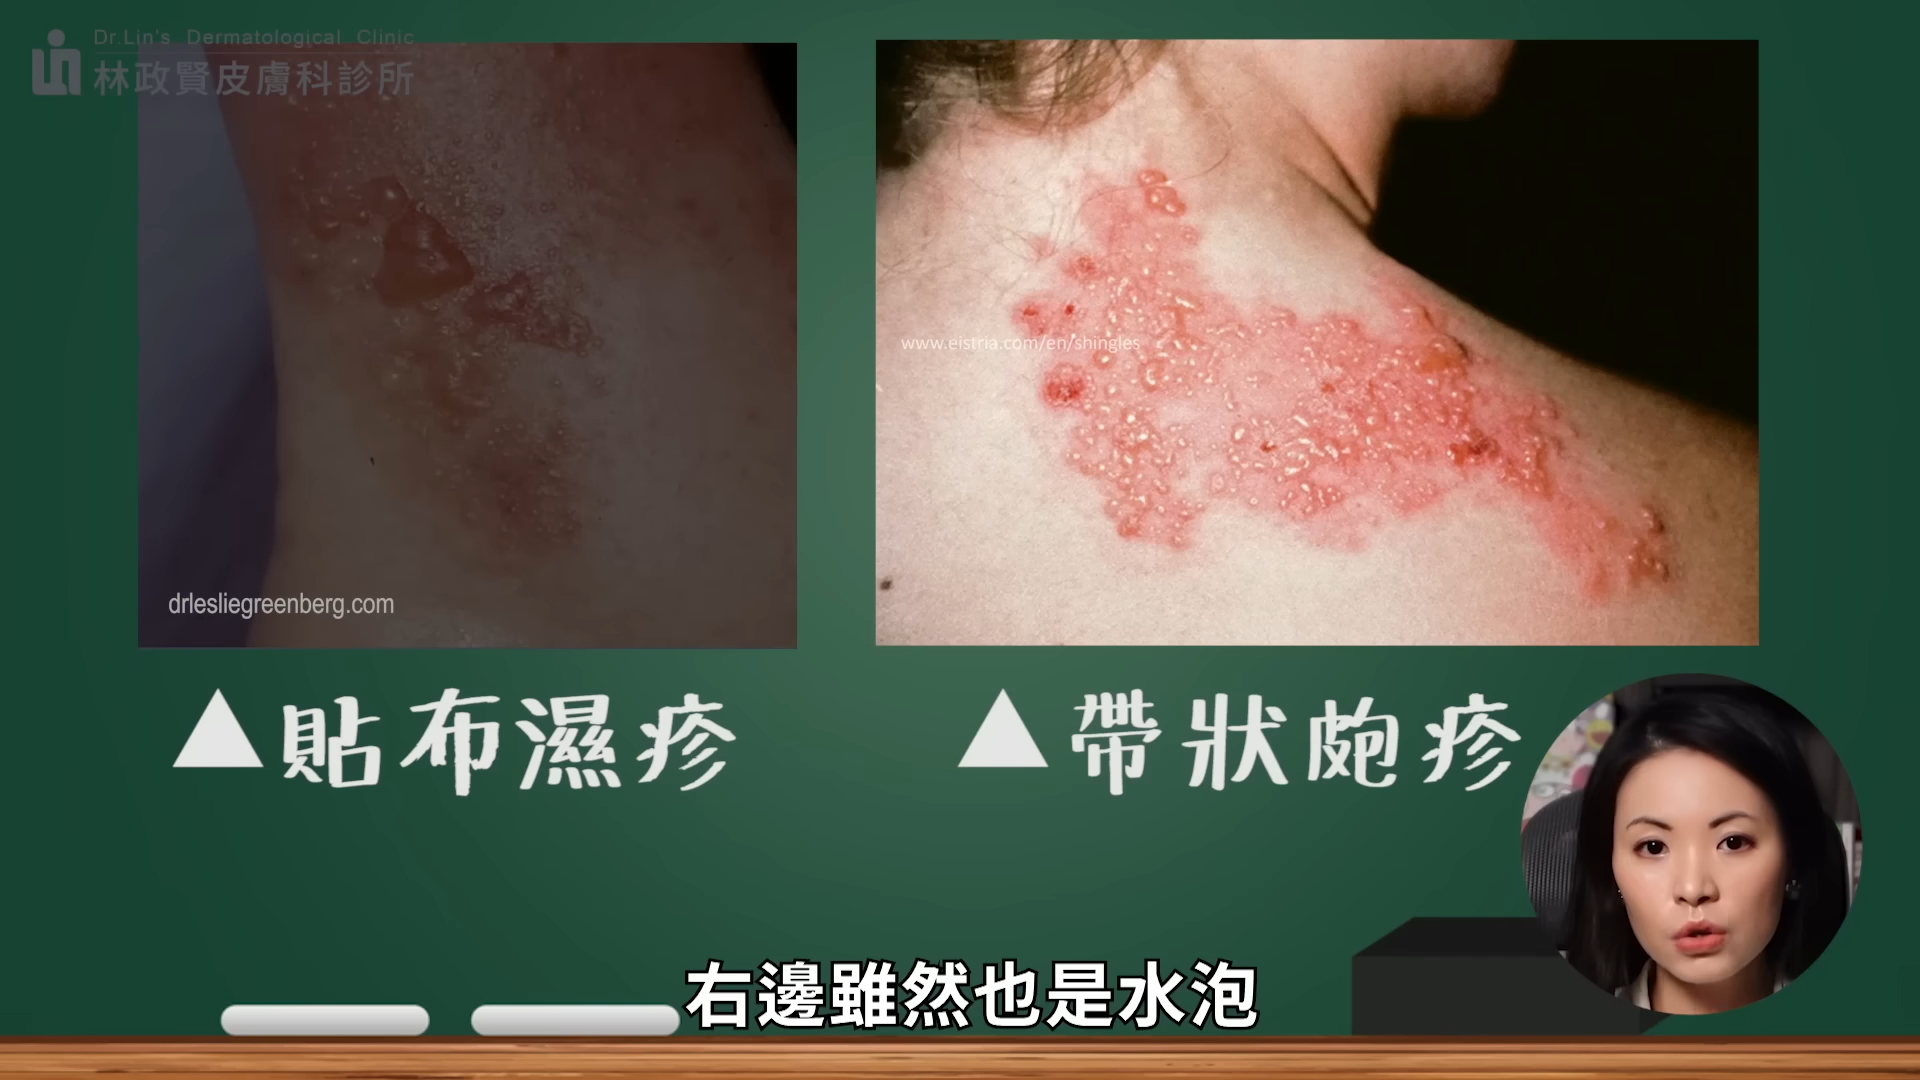 Dr.Lin's Dermatological Clinic
林政賢皮膚科診所
www.eistria.com/en/shingles
drlesliegreenberg.com
▲貼布濕疹
▲帶狀皰疹
右邊雖然也是水泡